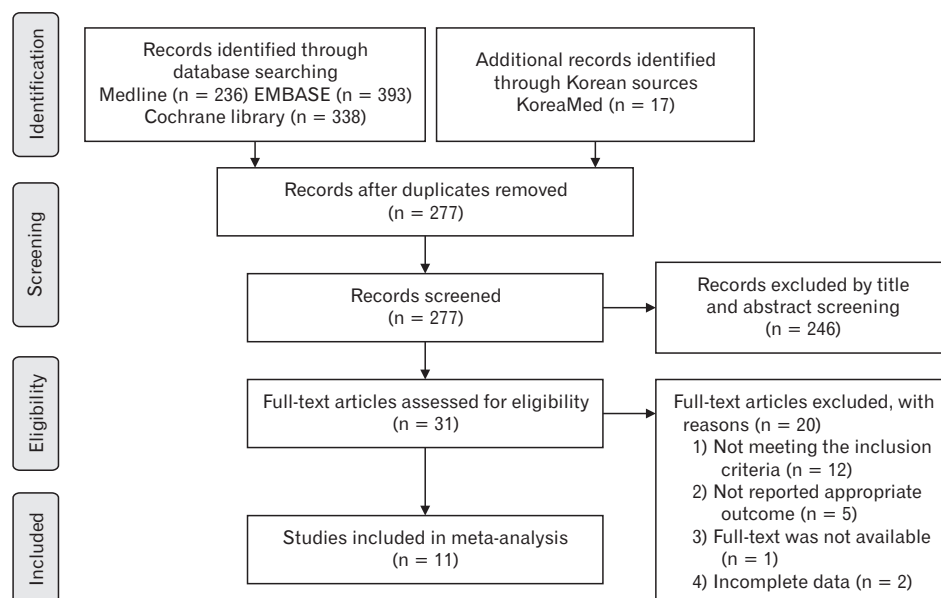 Identification
Records identified through
database searching
Medline (n = 236) EMBASE (n = 393)
Cochrane library (n = 338)
Additional records identified
through Korean sources
KoreaMed (n = 17)
Screening
Records after duplicates removed
(n = 277)
Records screened
(n = 277)
Records excluded by title
and abstract screening
(n = 246)
Eligibility
Full-text articles assessed for eligibility
(n = 31)
Full-text articles excluded, with
reasons (n = 20)
1) Not meeting the inclusion
criteria (n = 12)
2) Not reported appropriate
outcome (n = 5)
3) Full-text was not available
(n = 1)
4) Incomplete data (n = 2)
Included
Studies included in meta-analysis
(n = 11)